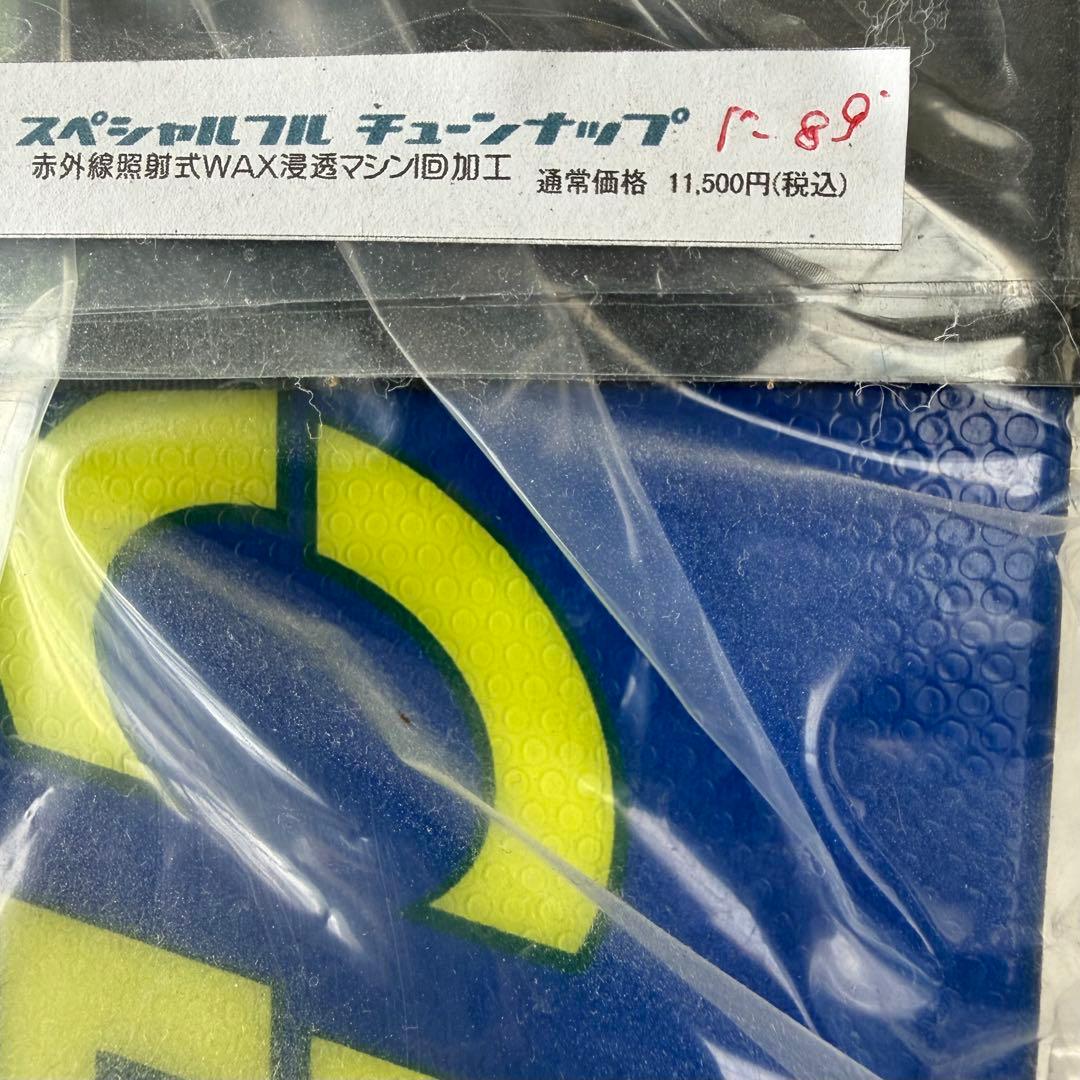 スペシャルフル チューンナップ r-89
赤外線照射式WAX浸透マシン1回加工 通常価格 11,500円(税込)